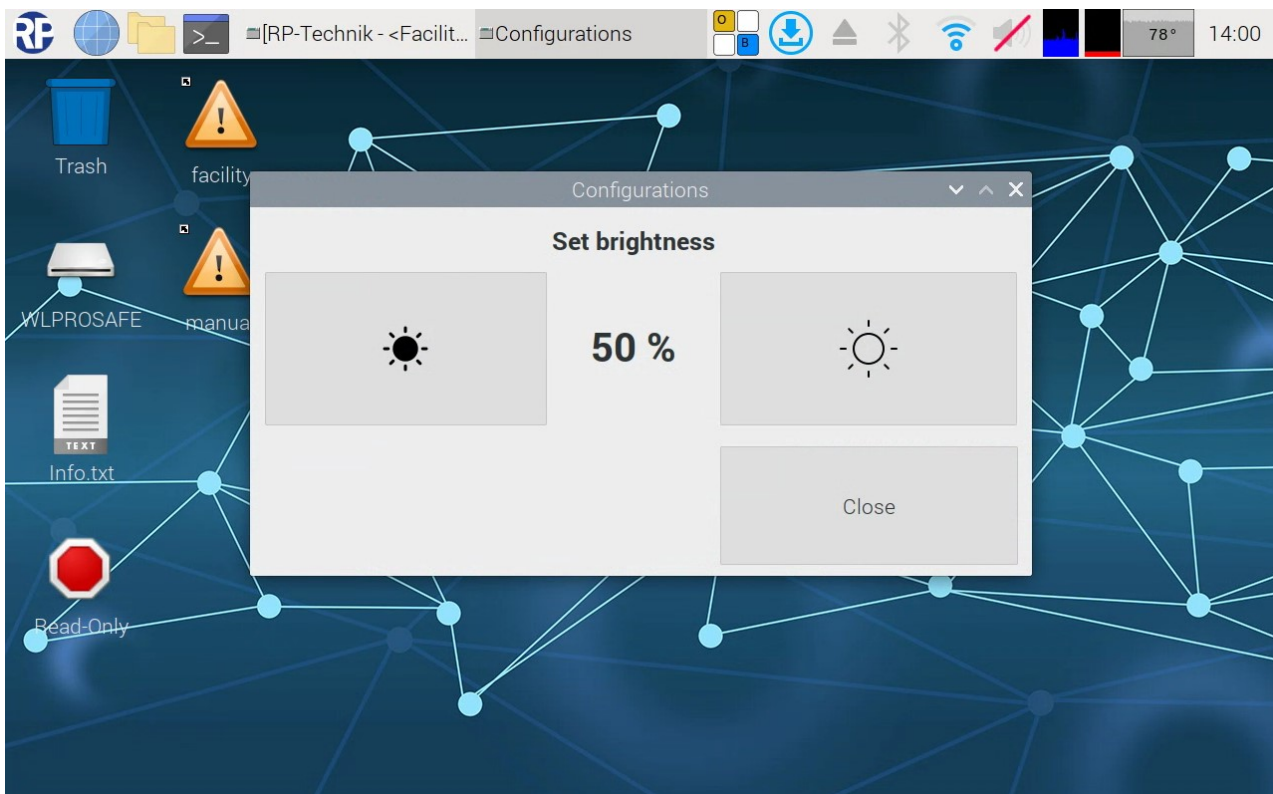 RP
>_
[RP-Technik - <Facilit...
Configurations
O
B
78°
14:00
Trash
facility
WLPROSAFE
manua
TEXT
Info.txt
Read-Only
Configurations
Set brightness
50 %
Close